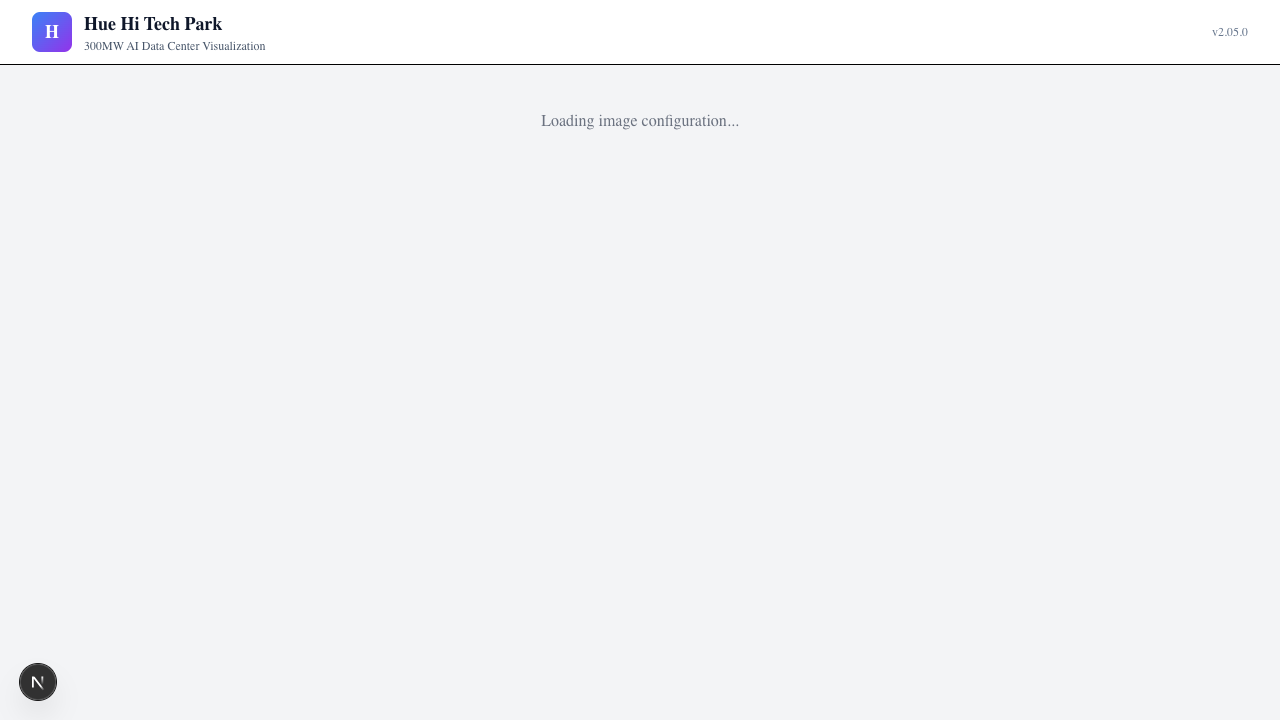 H
Hue Hi Tech Park
300MW AI Data Center Visualization
v2.05.0
Loading image configuration...
N